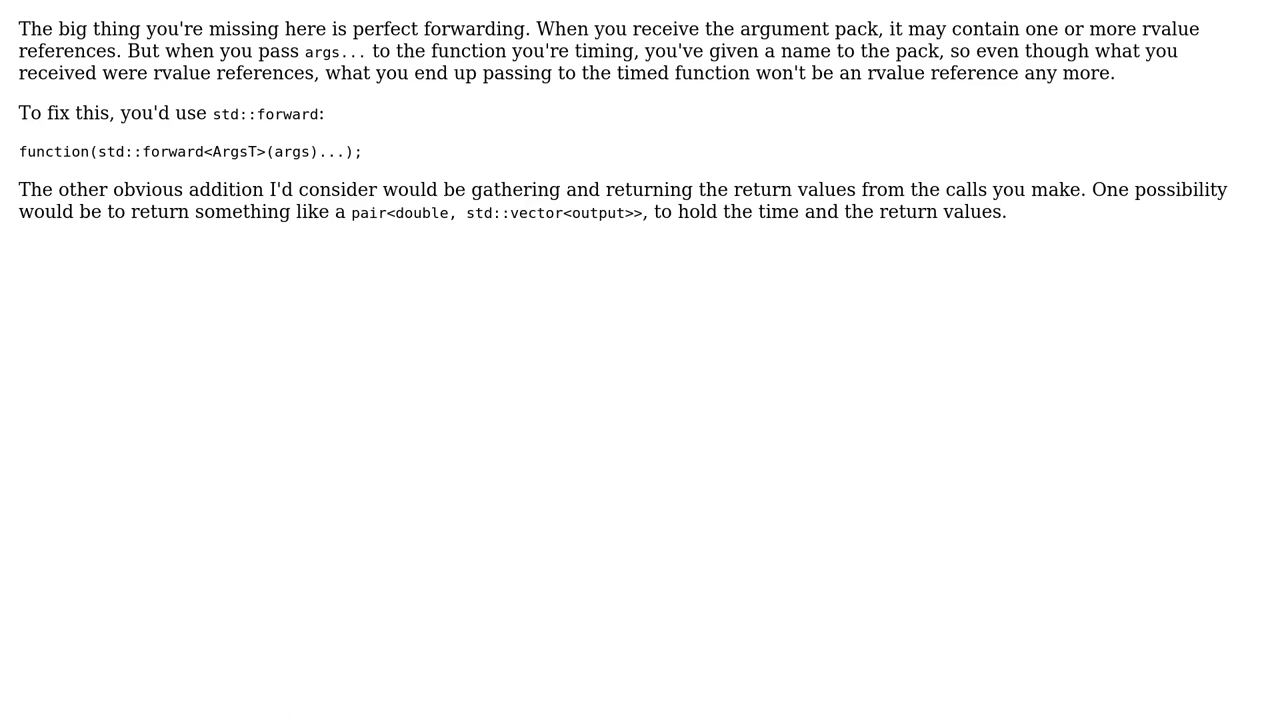 The big thing you're missing here is perfect forwarding. When you receive the argument pack, it may contain one or more rvalue
references. But when you pass args... to the function you're timing, you've given a name to the pack, so even though what you
received were rvalue references, what you end up passing to the timed function won't be an rvalue reference any more.
To fix this, you'd use std::forward:
function(std::forward<ArgsT>(args)...);
The other obvious addition I'd consider would be gathering and returning the return values from the calls you make. One possibility
would be to return something like a pair<double, std::vector<output>>, to hold the time and the return values.